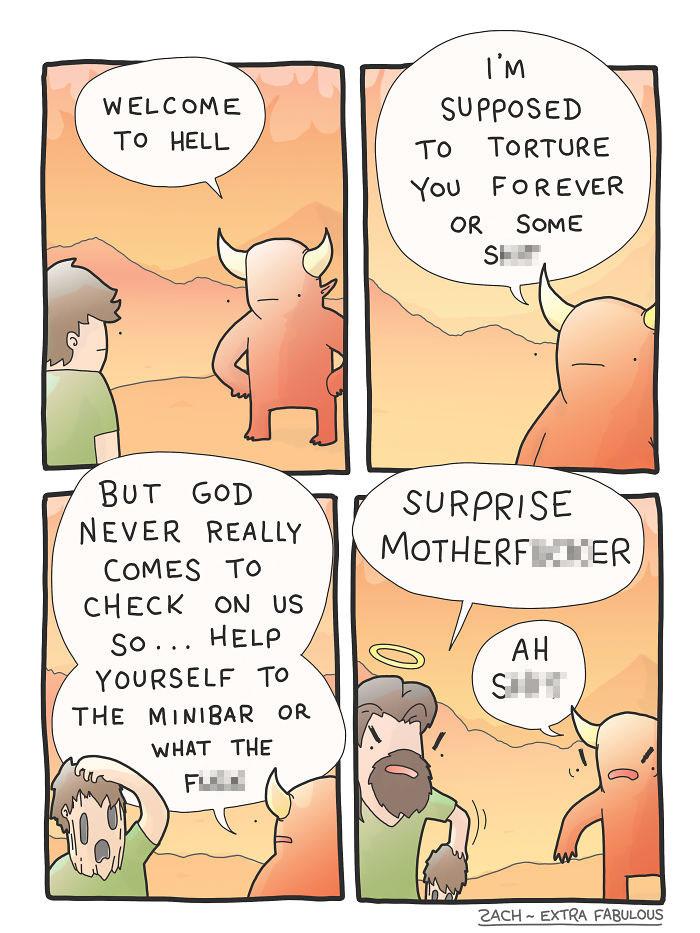 WELCOME
TO HELL
I'M
SUPPOSED
TO TORTURE
YOU FOREVER
OR SOME
BUT GOD
NEVER REALLY
COMES TO
CHECK ON US
SO... HELP
YOURSELF TO
THE MINIBAR OR
WHAT THE
SURPRISE
AH
ZACH ~ EXTRA FABULOUS